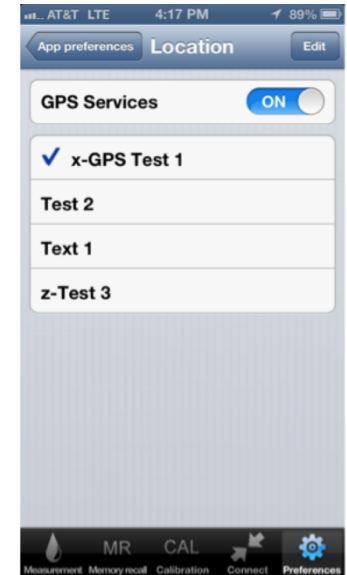 AT&T LTE 4:17 PM 89%
App preferences Location Edit
GPS Services ON
x-GPS Test 1
Test 2
Text 1
z-Test 3
MR CAL
Measurement Memory recall Calibration Connect Preferences